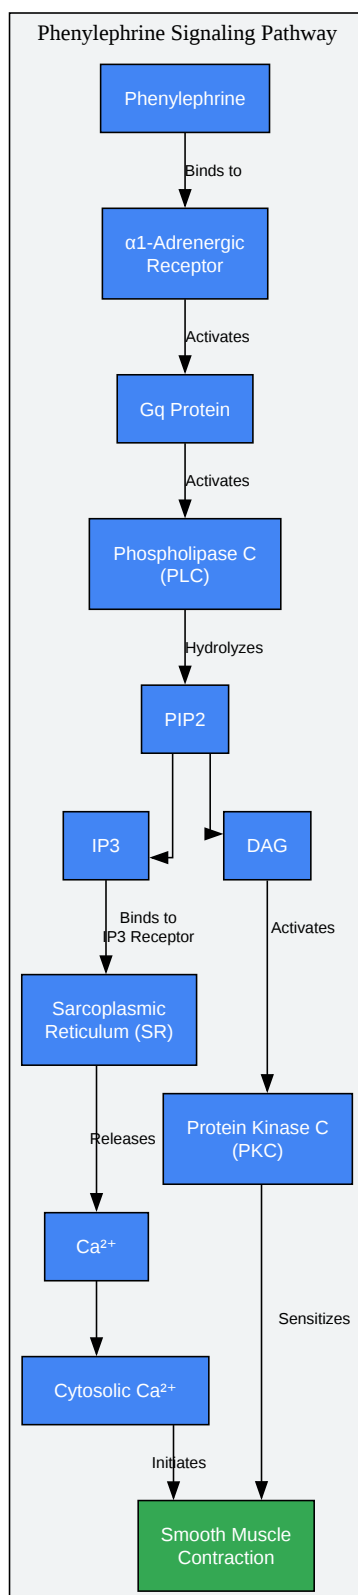 Phenylephrine Signaling Pathway
Phenylephrine
Binds to
α1-Adrenergic
Receptor
Activates
Gq Protein
Activates
Phospholipase C
(PLC)
Hydrolyzes
PIP2
IP3
DAG
Binds to
IP3 Receptor
Activates
Sarcoplasmic
Reticulum (SR)
Releases
Protein Kinase C
(PKC)
Ca²⁺
Sensitizes
Cytosolic Ca²⁺
Initiates
Smooth Muscle
Contraction